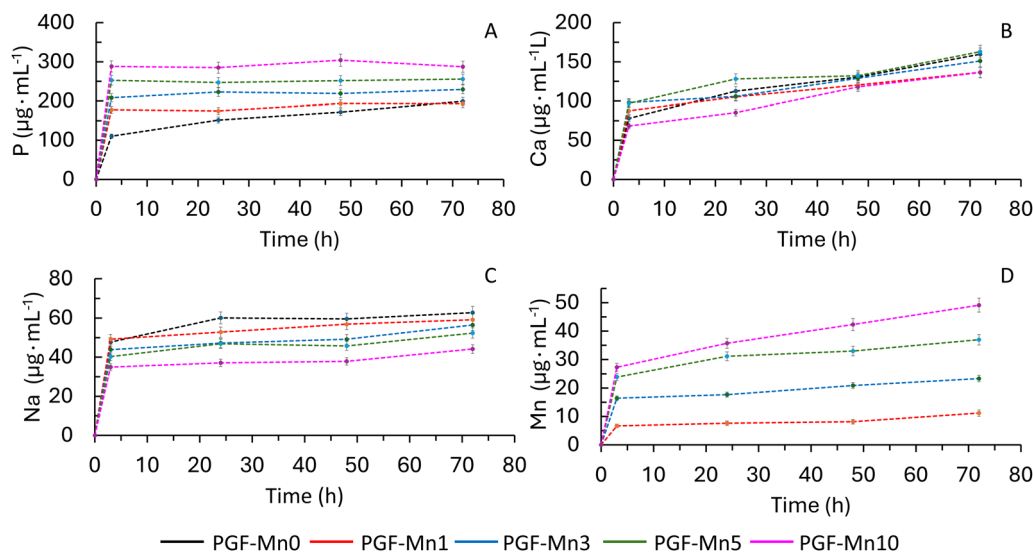 A
P (µg·mL⁻¹)
400
300
200
100
0
0 10 20 30 40 50 60 70 80
Time (h)
B
Ca (µg·mL⁻¹L)
200
150
100
50
0
0 10 20 30 40 50 60 70 80
Time (h)
C
Na (µg·mL⁻¹)
80
60
40
20
0
0 10 20 30 40 50 60 70 80
Time (h)
D
Mn (µg·mL⁻¹)
50
40
30
20
10
0
0 10 20 30 40 50 60 70 80
Time (h)
PGF-Mn0 PGF-Mn1 PGF-Mn3 PGF-Mn5 PGF-Mn10